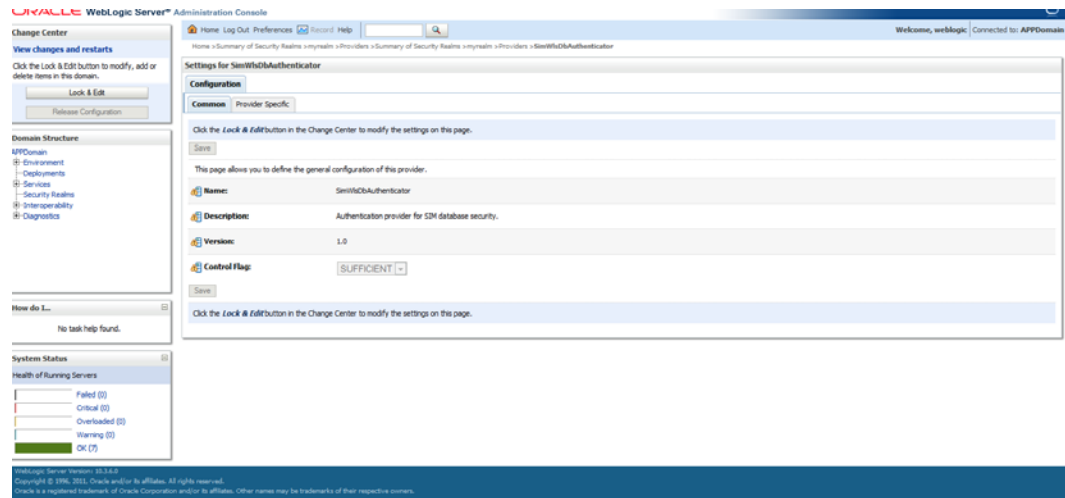 ORACLE WebLogic Server® Administration Console
Change Center
View changes and restarts
Click the Lock & Edit button to modify, add or
delete items in this domain.
Lock & Edit
Release Configuration
Domain Structure
APPDomain
Environment
Deployments
Services
Security Realms
Interoperability
Diagnostics
How do I...
No task help found.
System Status
Health of Running Servers
Failed (0)
Critical (0)
Overloaded (0)
Warning (0)
OK (7)
Home Log Out Preferences Record Help
Welcome, weblogic Connected to: APPDomain
Home >Summary of Security Realms >myrealm >Providers >Summary of Security Realms >myrealm >Providers >SimWlsDbAuthenticator
Settings for SimWlsDbAuthenticator
Configuration
Common Provider Specific
Click the Lock & Edit button in the Change Center to modify the settings on this page.
Save
This page allows you to define the general configuration of this provider.
Name: SimWlsDbAuthenticator
Description: Authentication provider for SIM database security.
Version: 1.0
Control Flag: SUFFICIENT
Save
Click the Lock & Edit button in the Change Center to modify the settings on this page.
WebLogic Server Version: 10.3.6.0
Copyright © 1996, 2011, Oracle and/or its affiliates. All rights reserved.
Oracle is a registered trademark of Oracle Corporation and/or its affiliates. Other names may be trademarks of their respective owners.